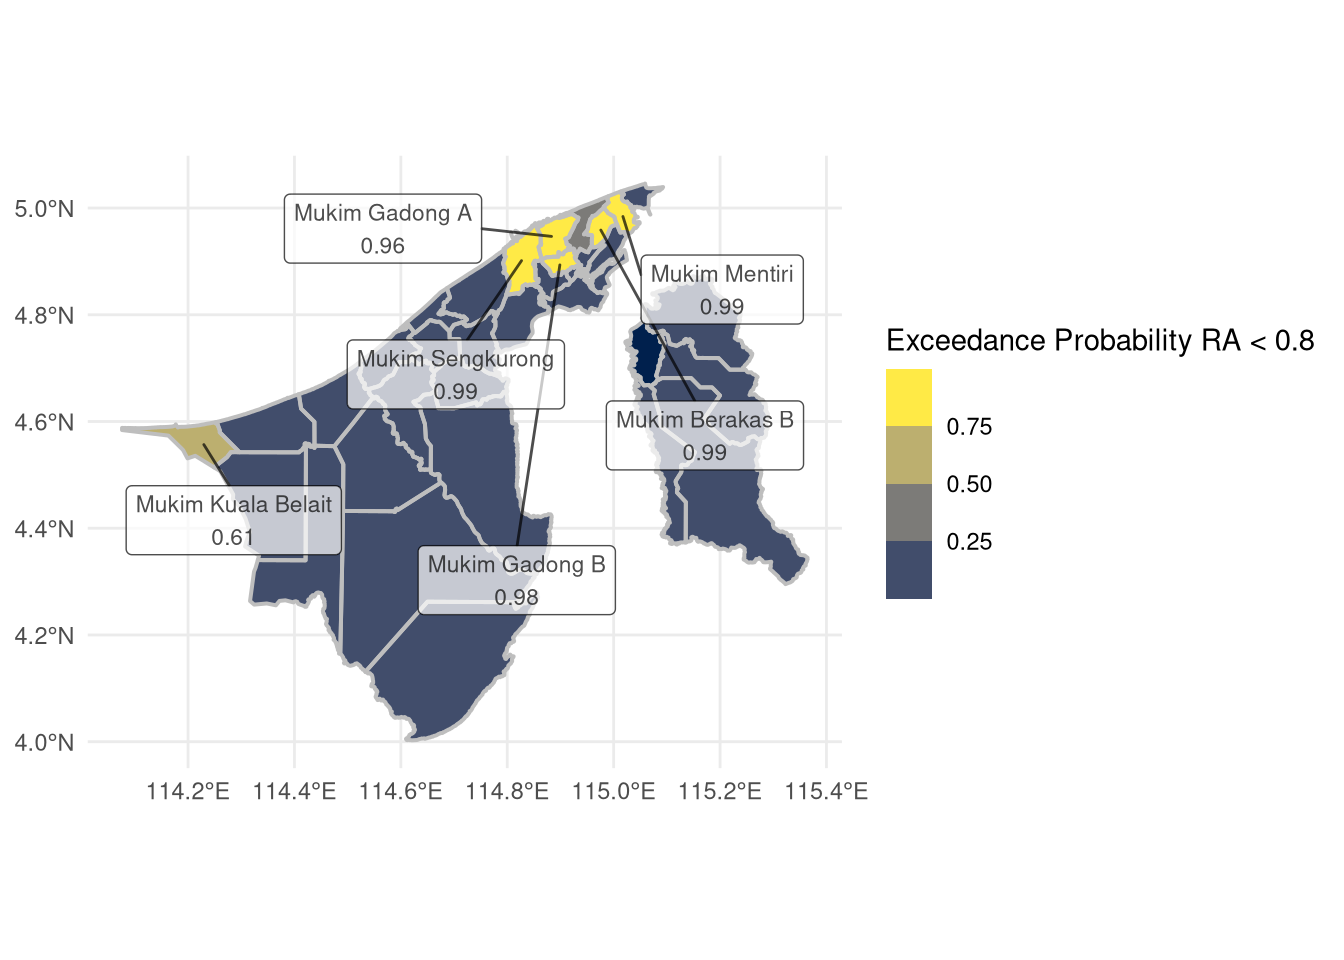 5.0°N
4.8°N
4.6°N
4.4°N
4.2°N
4.0°N
Mukim Gadong A
0.96
Mukim Mentiri
0.99
Mukim Sengkurong
0.99
Mukim Berakas B
0.99
Mukim Kuala Belait
0.61
Mukim Gadong B
0.98
114.2°E
114.4°E
114.6°E
114.8°E
115.0°E
115.2°E
115.4°E
Exceedance Probability RA < 0.8
0.75
0.50
0.25